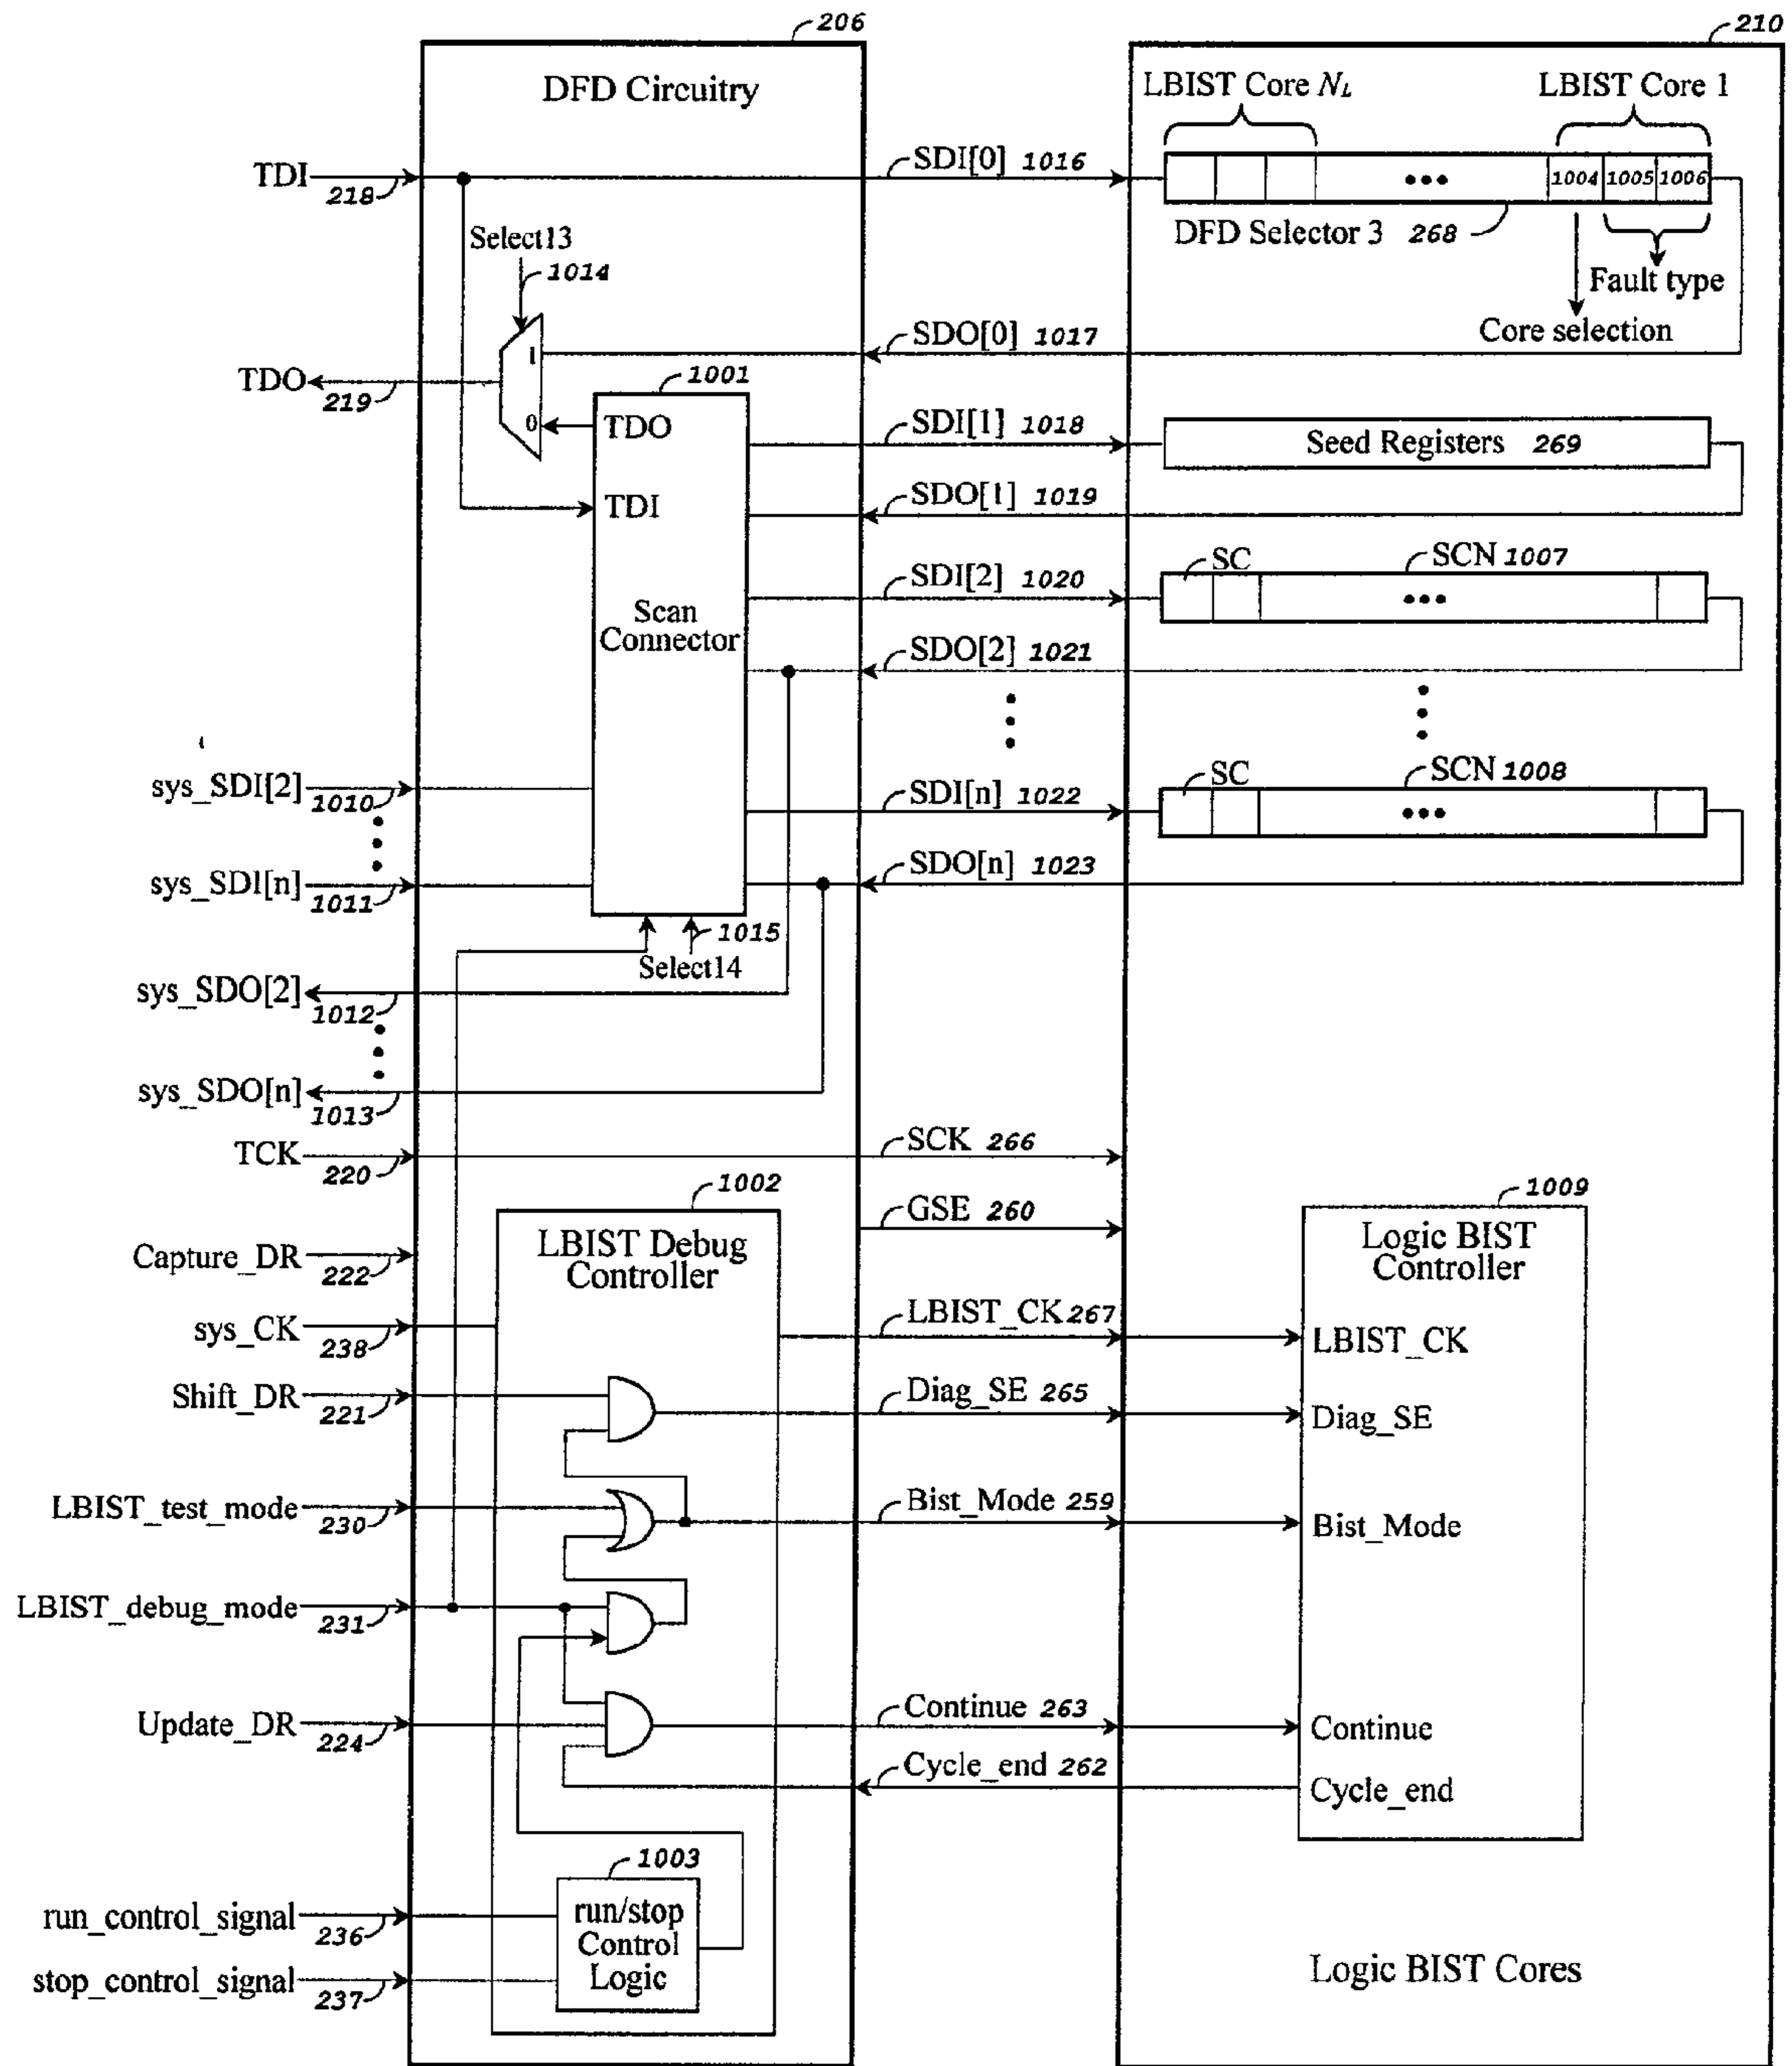 206
210
DFD Circuitry
LBIST Core NL
LBIST Core 1
TDI
218
SDI[0] 1016
1004 1005 1006
DFD Selector 3 268
Select13
1014
Fault type
Core selection
SDO[0] 1017
1
0
TDO
219
1001
TDO
SDI[1] 1018
Seed Registers 269
TDI
SDO[1] 1019
SC
SCN 1007
SDI[2] 1020
Scan
Connector
SDO[2] 1021
sys_SDI[2]
1010
SDI[n] 1022
SC
SCN 1008
sys_SDI[n]
1011
SDO[n] 1023
1015
Select14
sys_SDO[2]
1012
sys_SDO[n]
1013
TCK
220
SCK 266
1002
GSE 260
1009
LBIST Debug
Controller
Logic BIST
Controller
Capture_DR
222
sys_CK
238
LBIST_CK 267
LBIST_CK
Shift_DR
221
Diag_SE 265
Diag_SE
LBIST_test_mode
230
Bist_Mode 259
Bist_Mode
LBIST_debug_mode
231
Update_DR
224
Continue 263
Continue
Cycle_end 262
Cycle_end
1003
run_control_signal
236
run/stop
Control
Logic
stop_control_signal
237
Logic BIST Cores